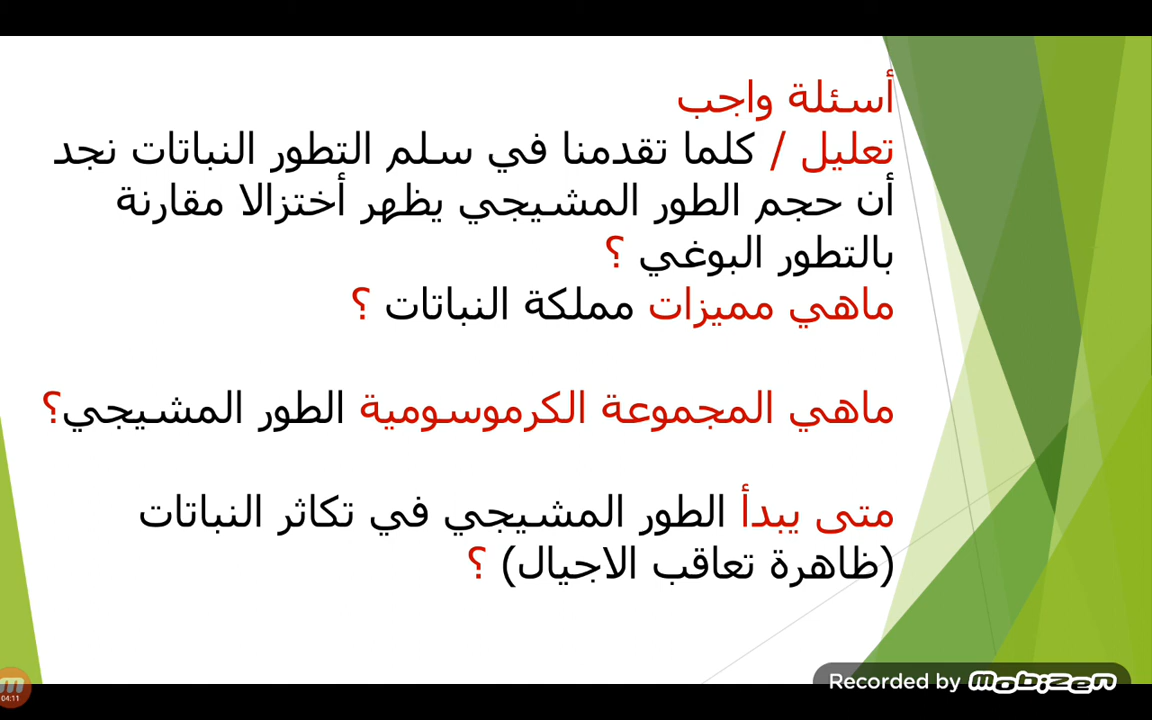 أسئلة واجب
تعليل / كلما تقدمنا في سلم التطور النباتات نجد
أن حجم الطور المشيجي يظهر أختزالا مقارنة
بالتطور البوغي ؟
ماهي مميزات مملكة النباتات ؟
ماهي المجموعة الكرموسومية الطور المشيجي؟
متى يبدأ الطور المشيجي في تكاثر النباتات
(ظاهرة تعاقب الاجيال) ؟
04:11
Recorded by mobizen